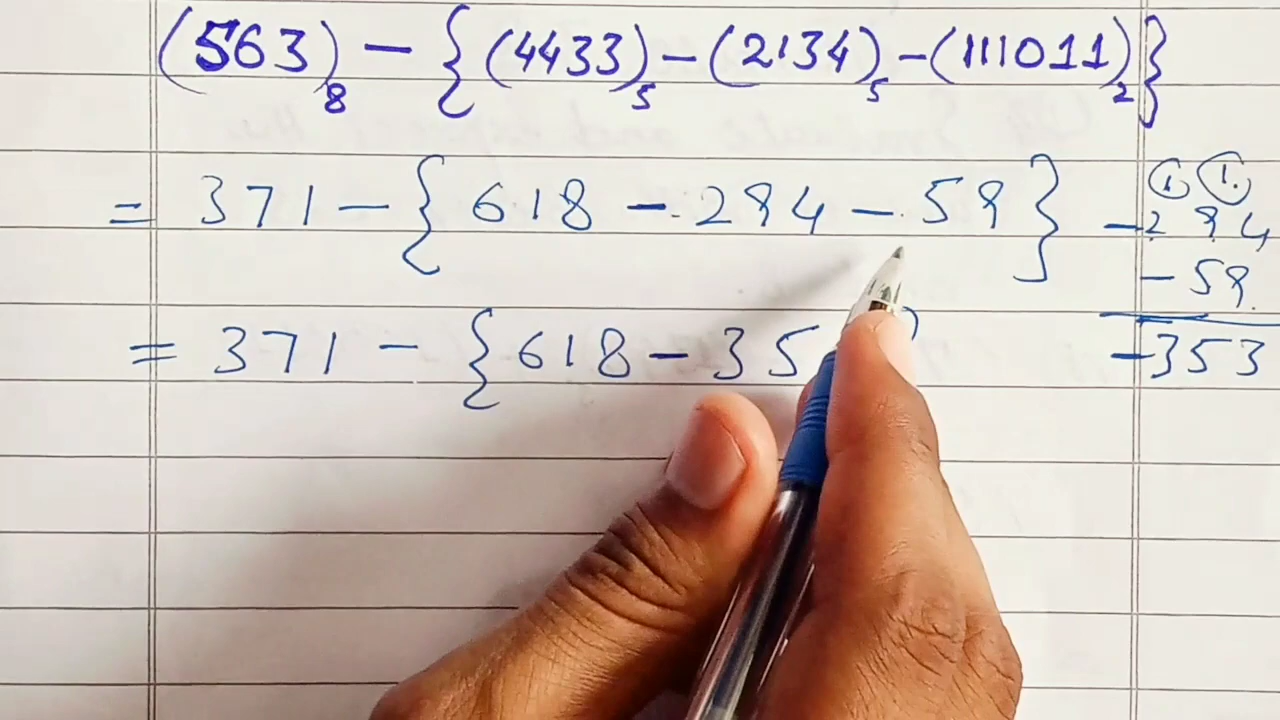 (563)₈ − {(4433)₅ − (2134)₅ − (111011)₂}
= 371 − {618 − 294 − 59}
= 371 − {618 − 35
1 1
− 294
− 59
− 353